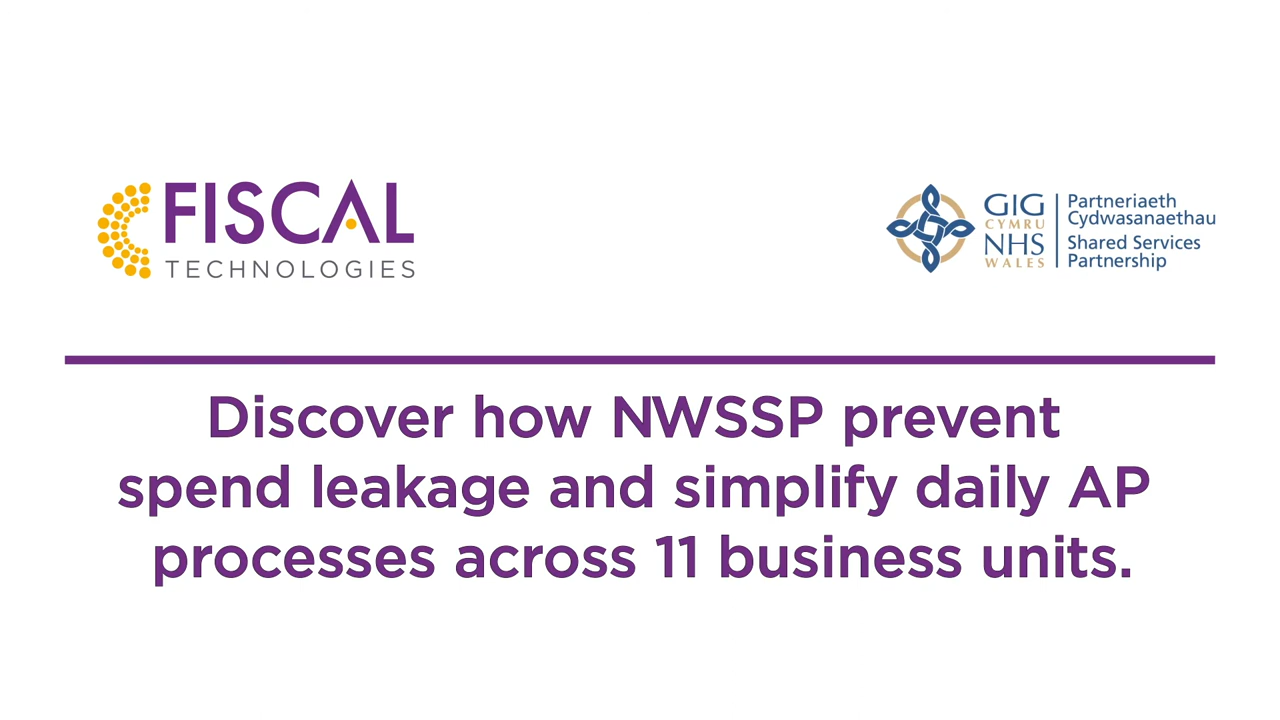 FISCAL
TECHNOLOGIES
GIG
CYMRU
NHS
WALES
Partneriaeth
Cydwasanaethau
Shared Services
Partnership
Discover how NWSSP prevent
spend leakage and simplify daily AP
processes across 11 business units.